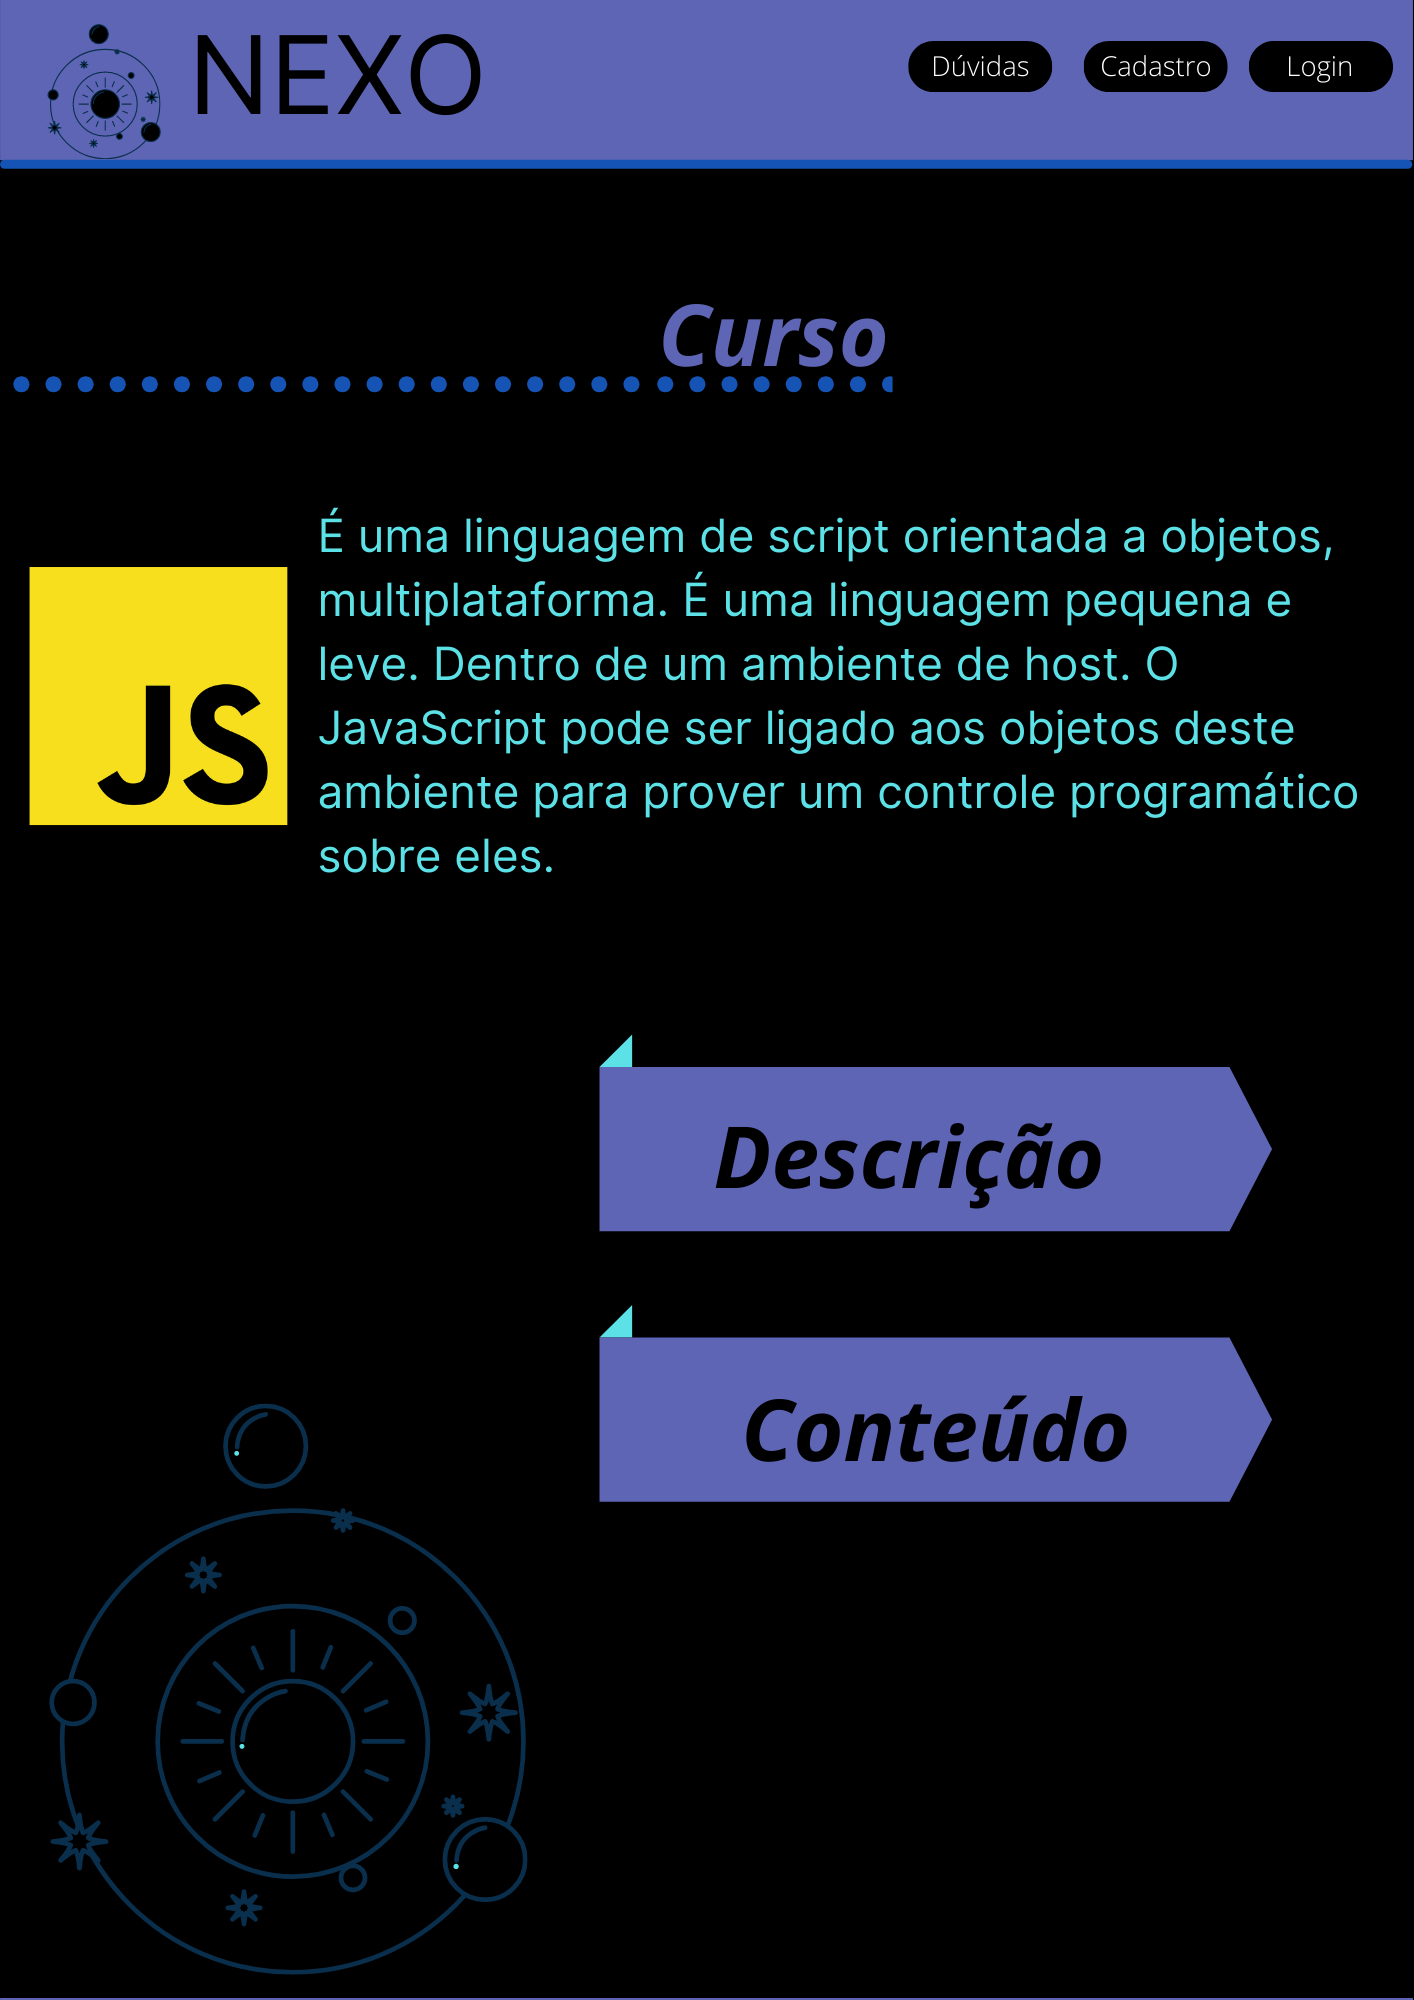 NEXO
Dúvidas
Cadastro
Login
Curso
JS
É uma linguagem de script orientada a objetos,
multiplataforma. É uma linguagem pequena e
leve. Dentro de um ambiente de host. O
JavaScript pode ser ligado aos objetos deste
ambiente para prover um controle programático
sobre eles.
Descrição
Conteúdo